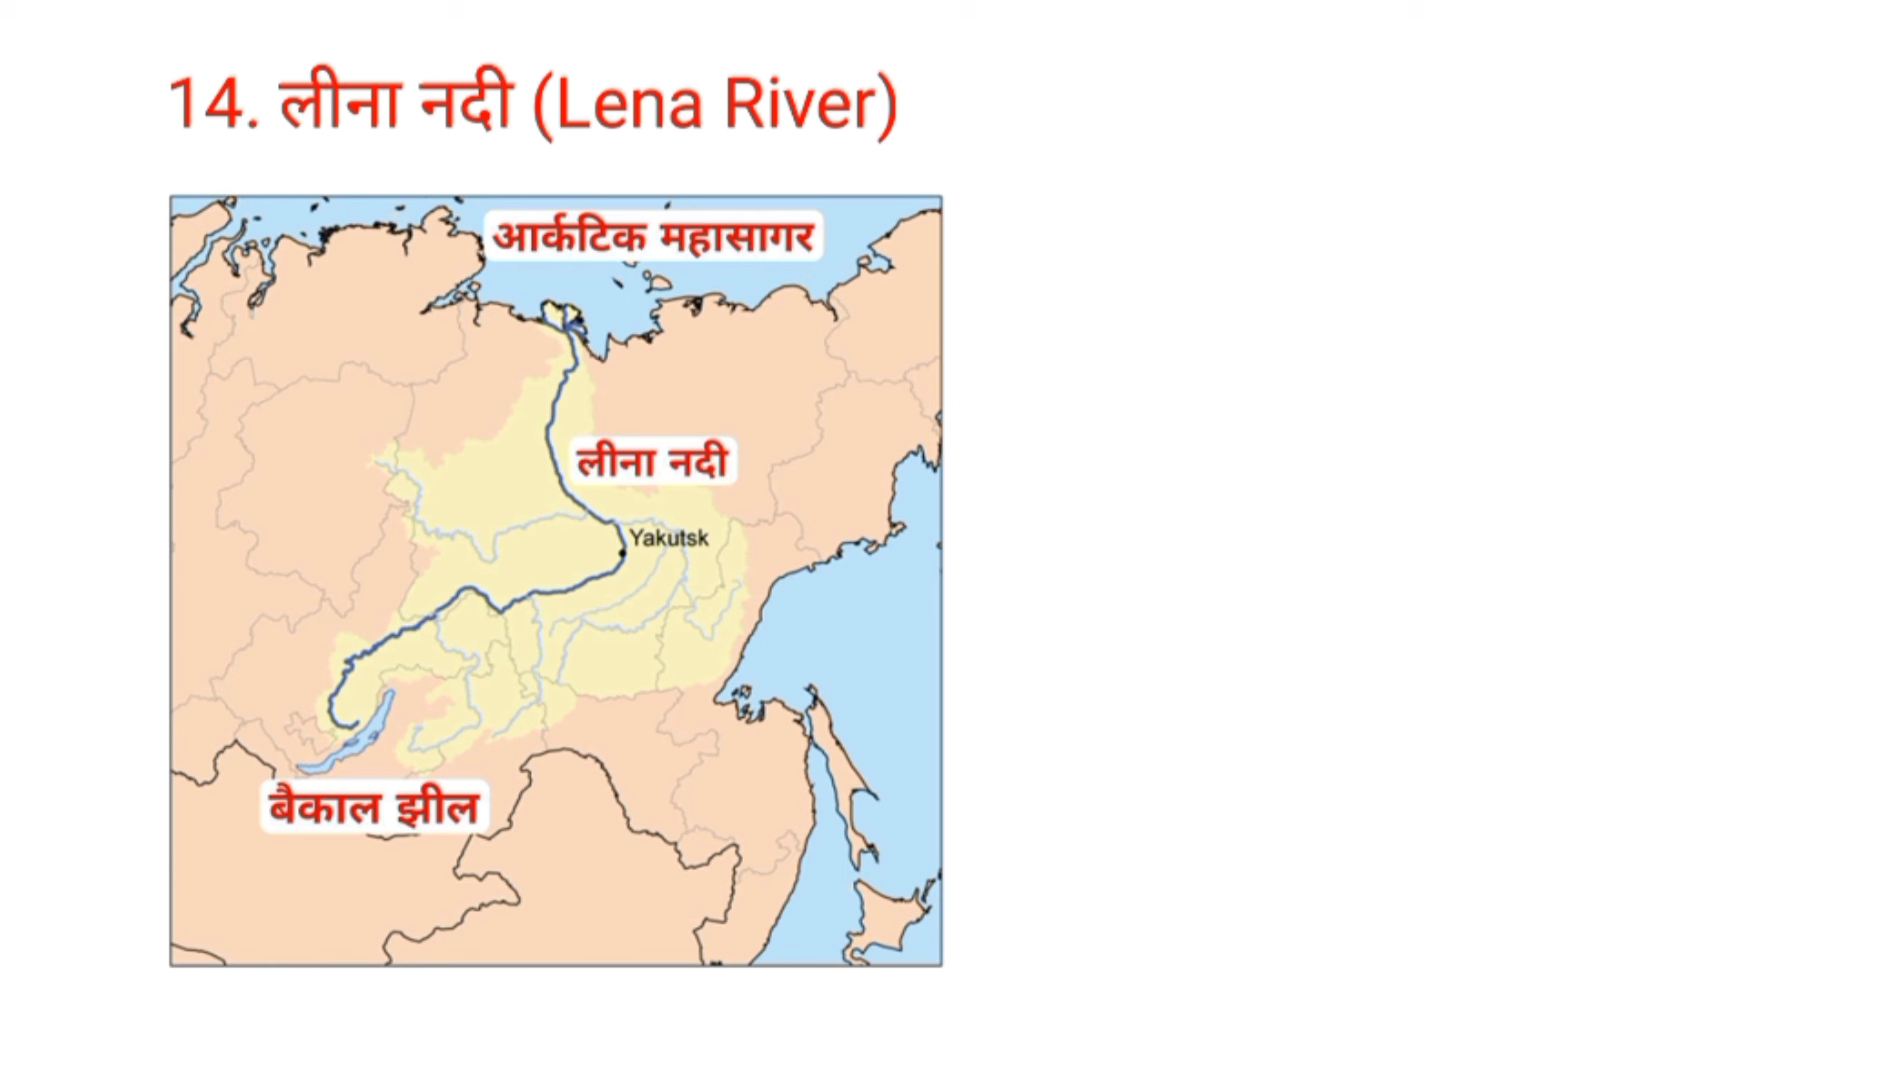 14. लीना नदी (Lena River)
आर्कटिक महासागर
लीना नदी
Yakutsk
बैकाल झील